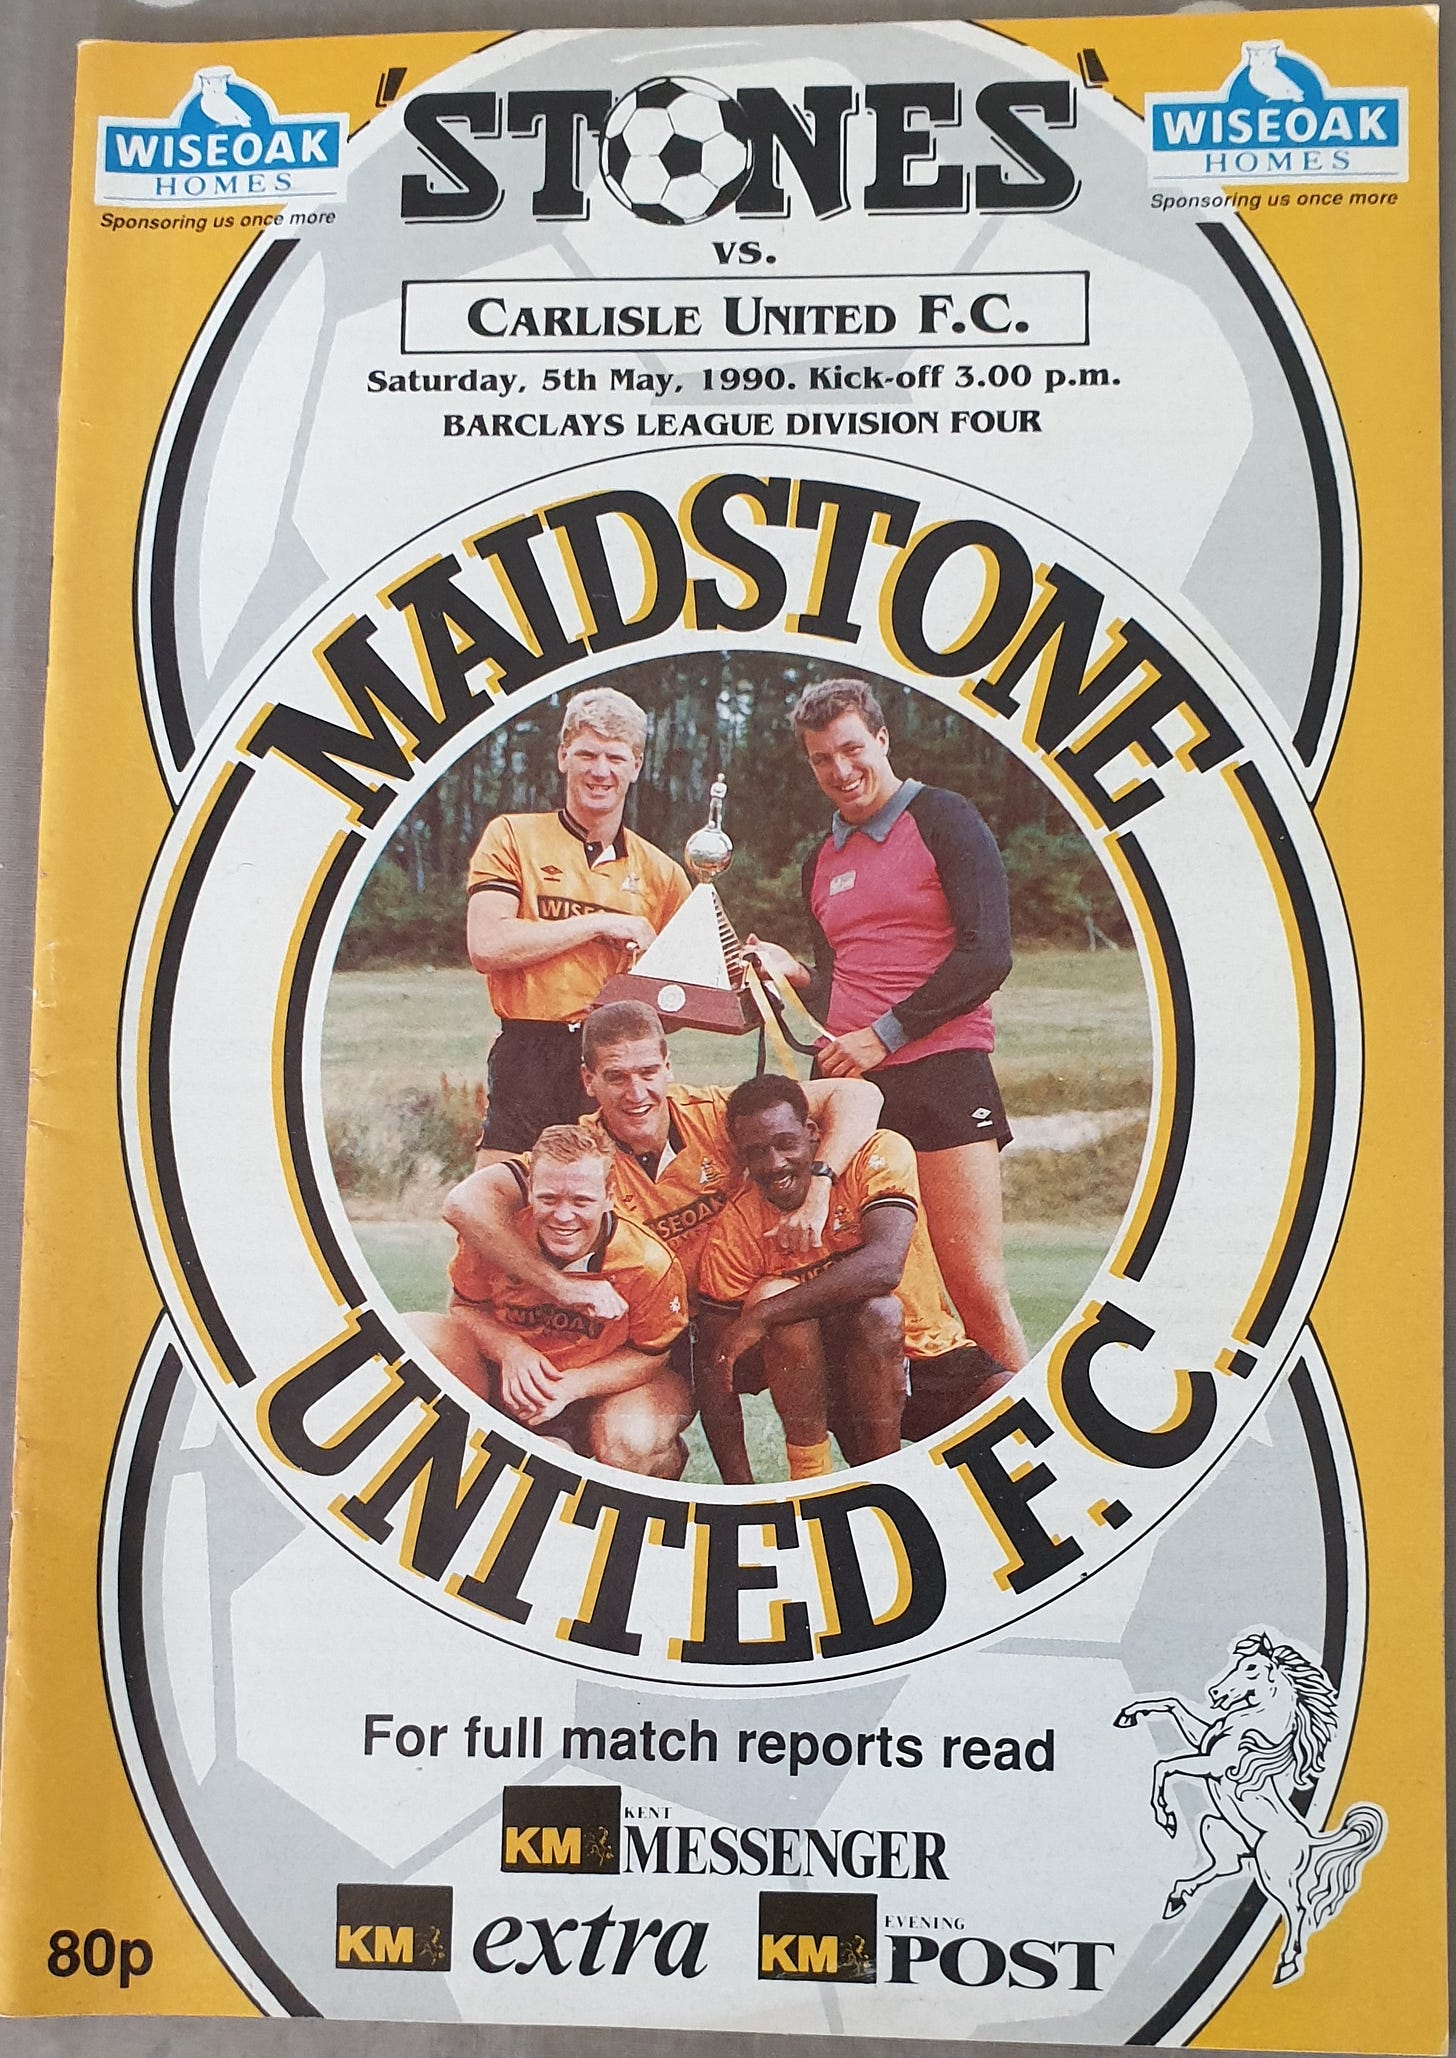 WISEOAK
HOMES
Sponsoring us once more
'STONES'
WISEOAK
HOMES
Sponsoring us once more
vs.
CARLISLE UNITED F.C.
Saturday, 5th May, 1990. Kick-off 3.00 p.m.
BARCLAYS LEAGUE DIVISION FOUR
MAIDSTONE
UNITED F.C.
For full match reports read
KM KENT MESSENGER
KM extra
KM EVENING POST
80p